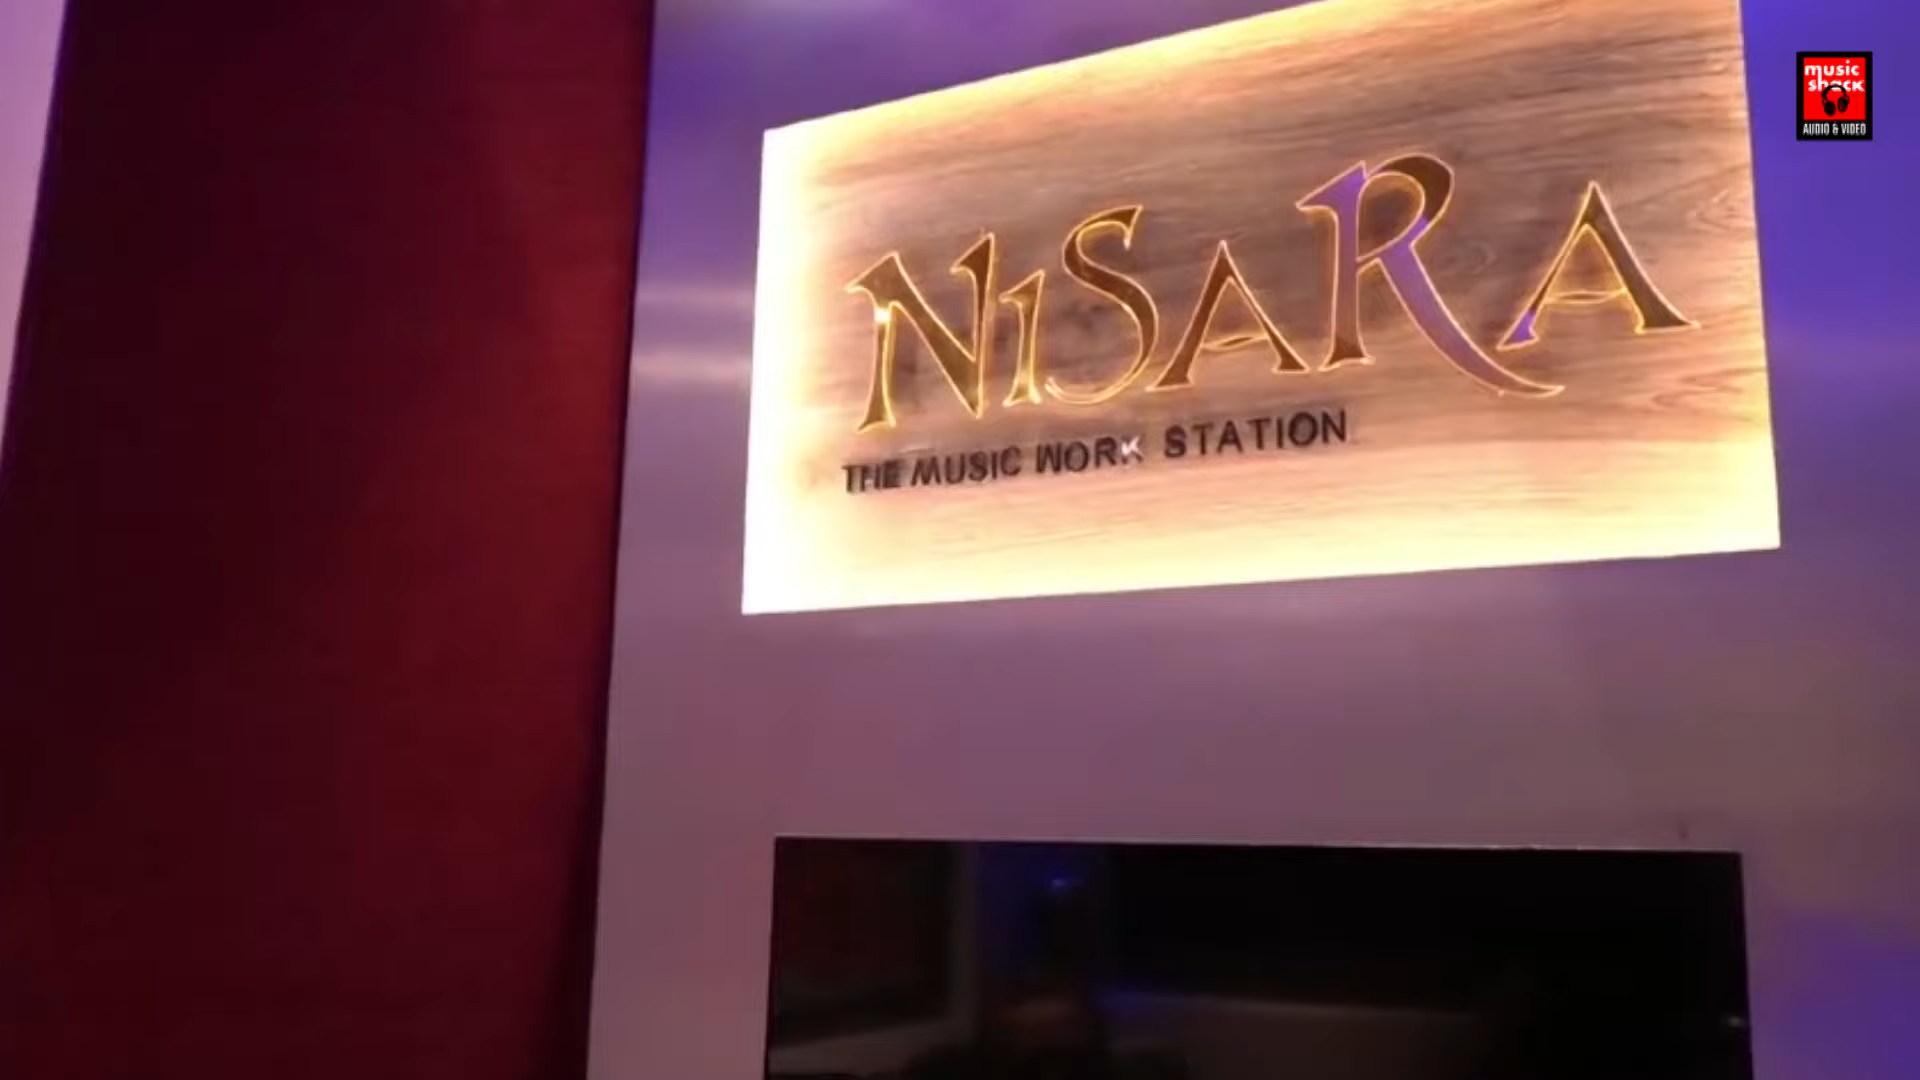 NiSARA
THE MUSIC WORK STATION
music
shack
AUDIO & VIDEO